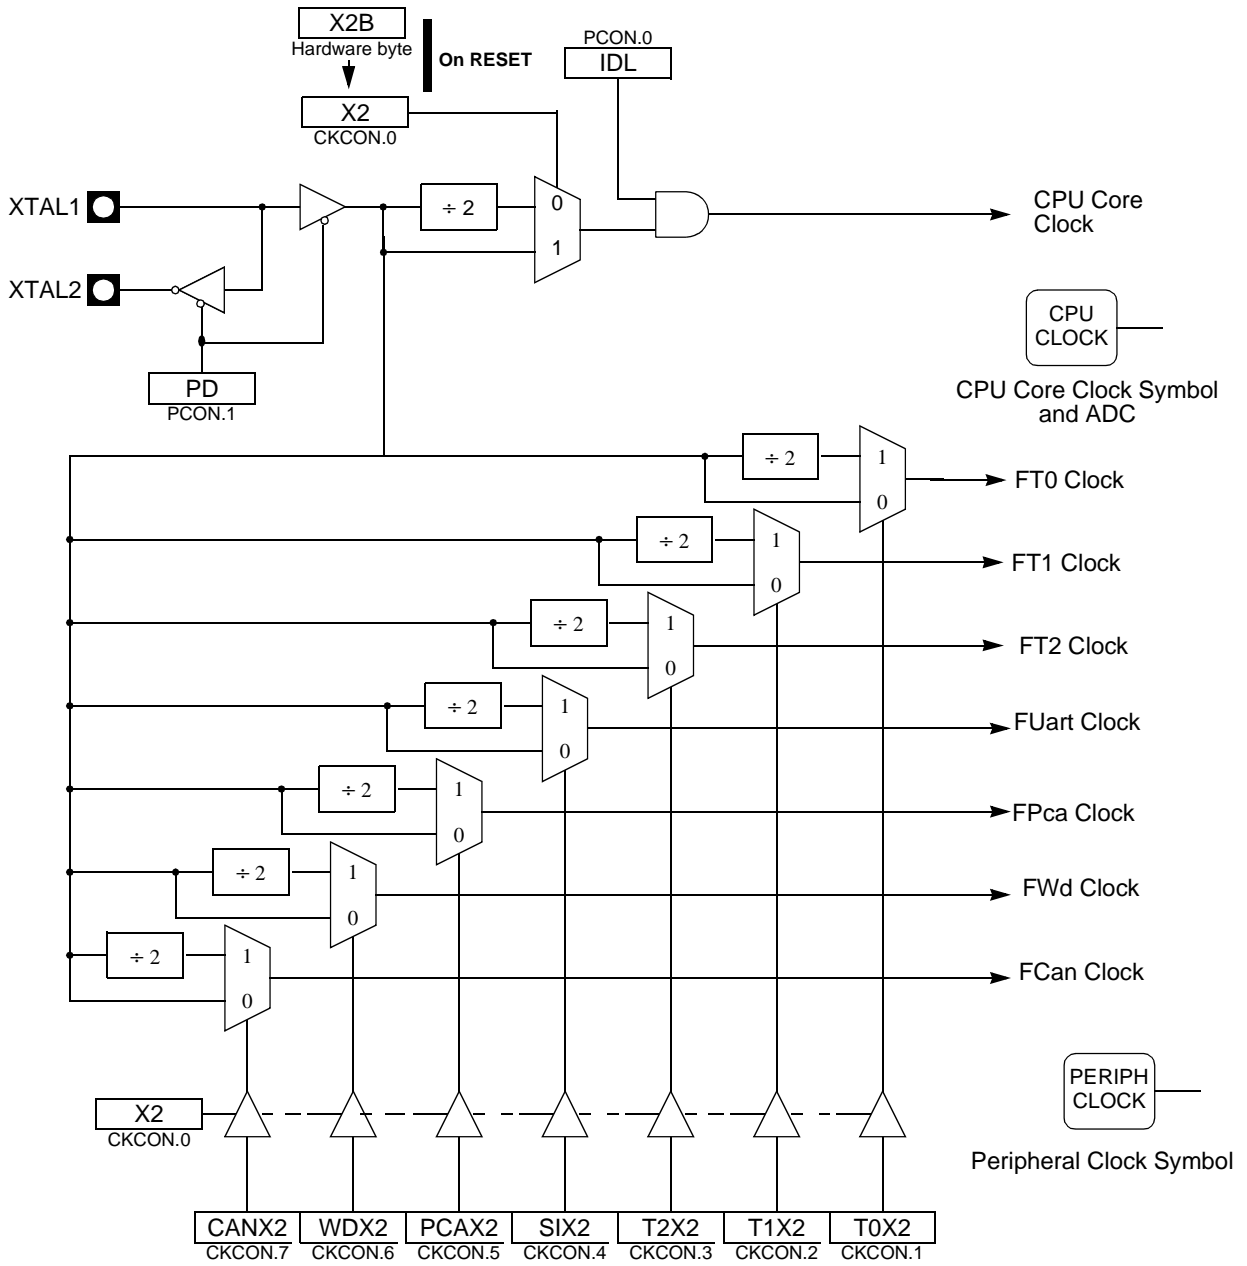 X2B
Hardware byte
On RESET
PCON.0
IDL
X2
CKCON.0
XTAL1
÷ 2
0
1
CPU Core
Clock
XTAL2
CPU
CLOCK
PD
PCON.1
CPU Core Clock Symbol
and ADC
÷ 2
1
0
FT0 Clock
÷ 2
1
0
FT1 Clock
÷ 2
1
0
FT2 Clock
÷ 2
1
0
FUart Clock
÷ 2
1
0
FPca Clock
÷ 2
1
0
FWd Clock
÷ 2
1
0
FCan Clock
X2
CKCON.0
PERIPH
CLOCK
Peripheral Clock Symbol
CANX2 WDX2 PCAX2 SIX2 T2X2 T1X2 T0X2
CKCON.7 CKCON.6 CKCON.5 CKCON.4 CKCON.3 CKCON.2 CKCON.1